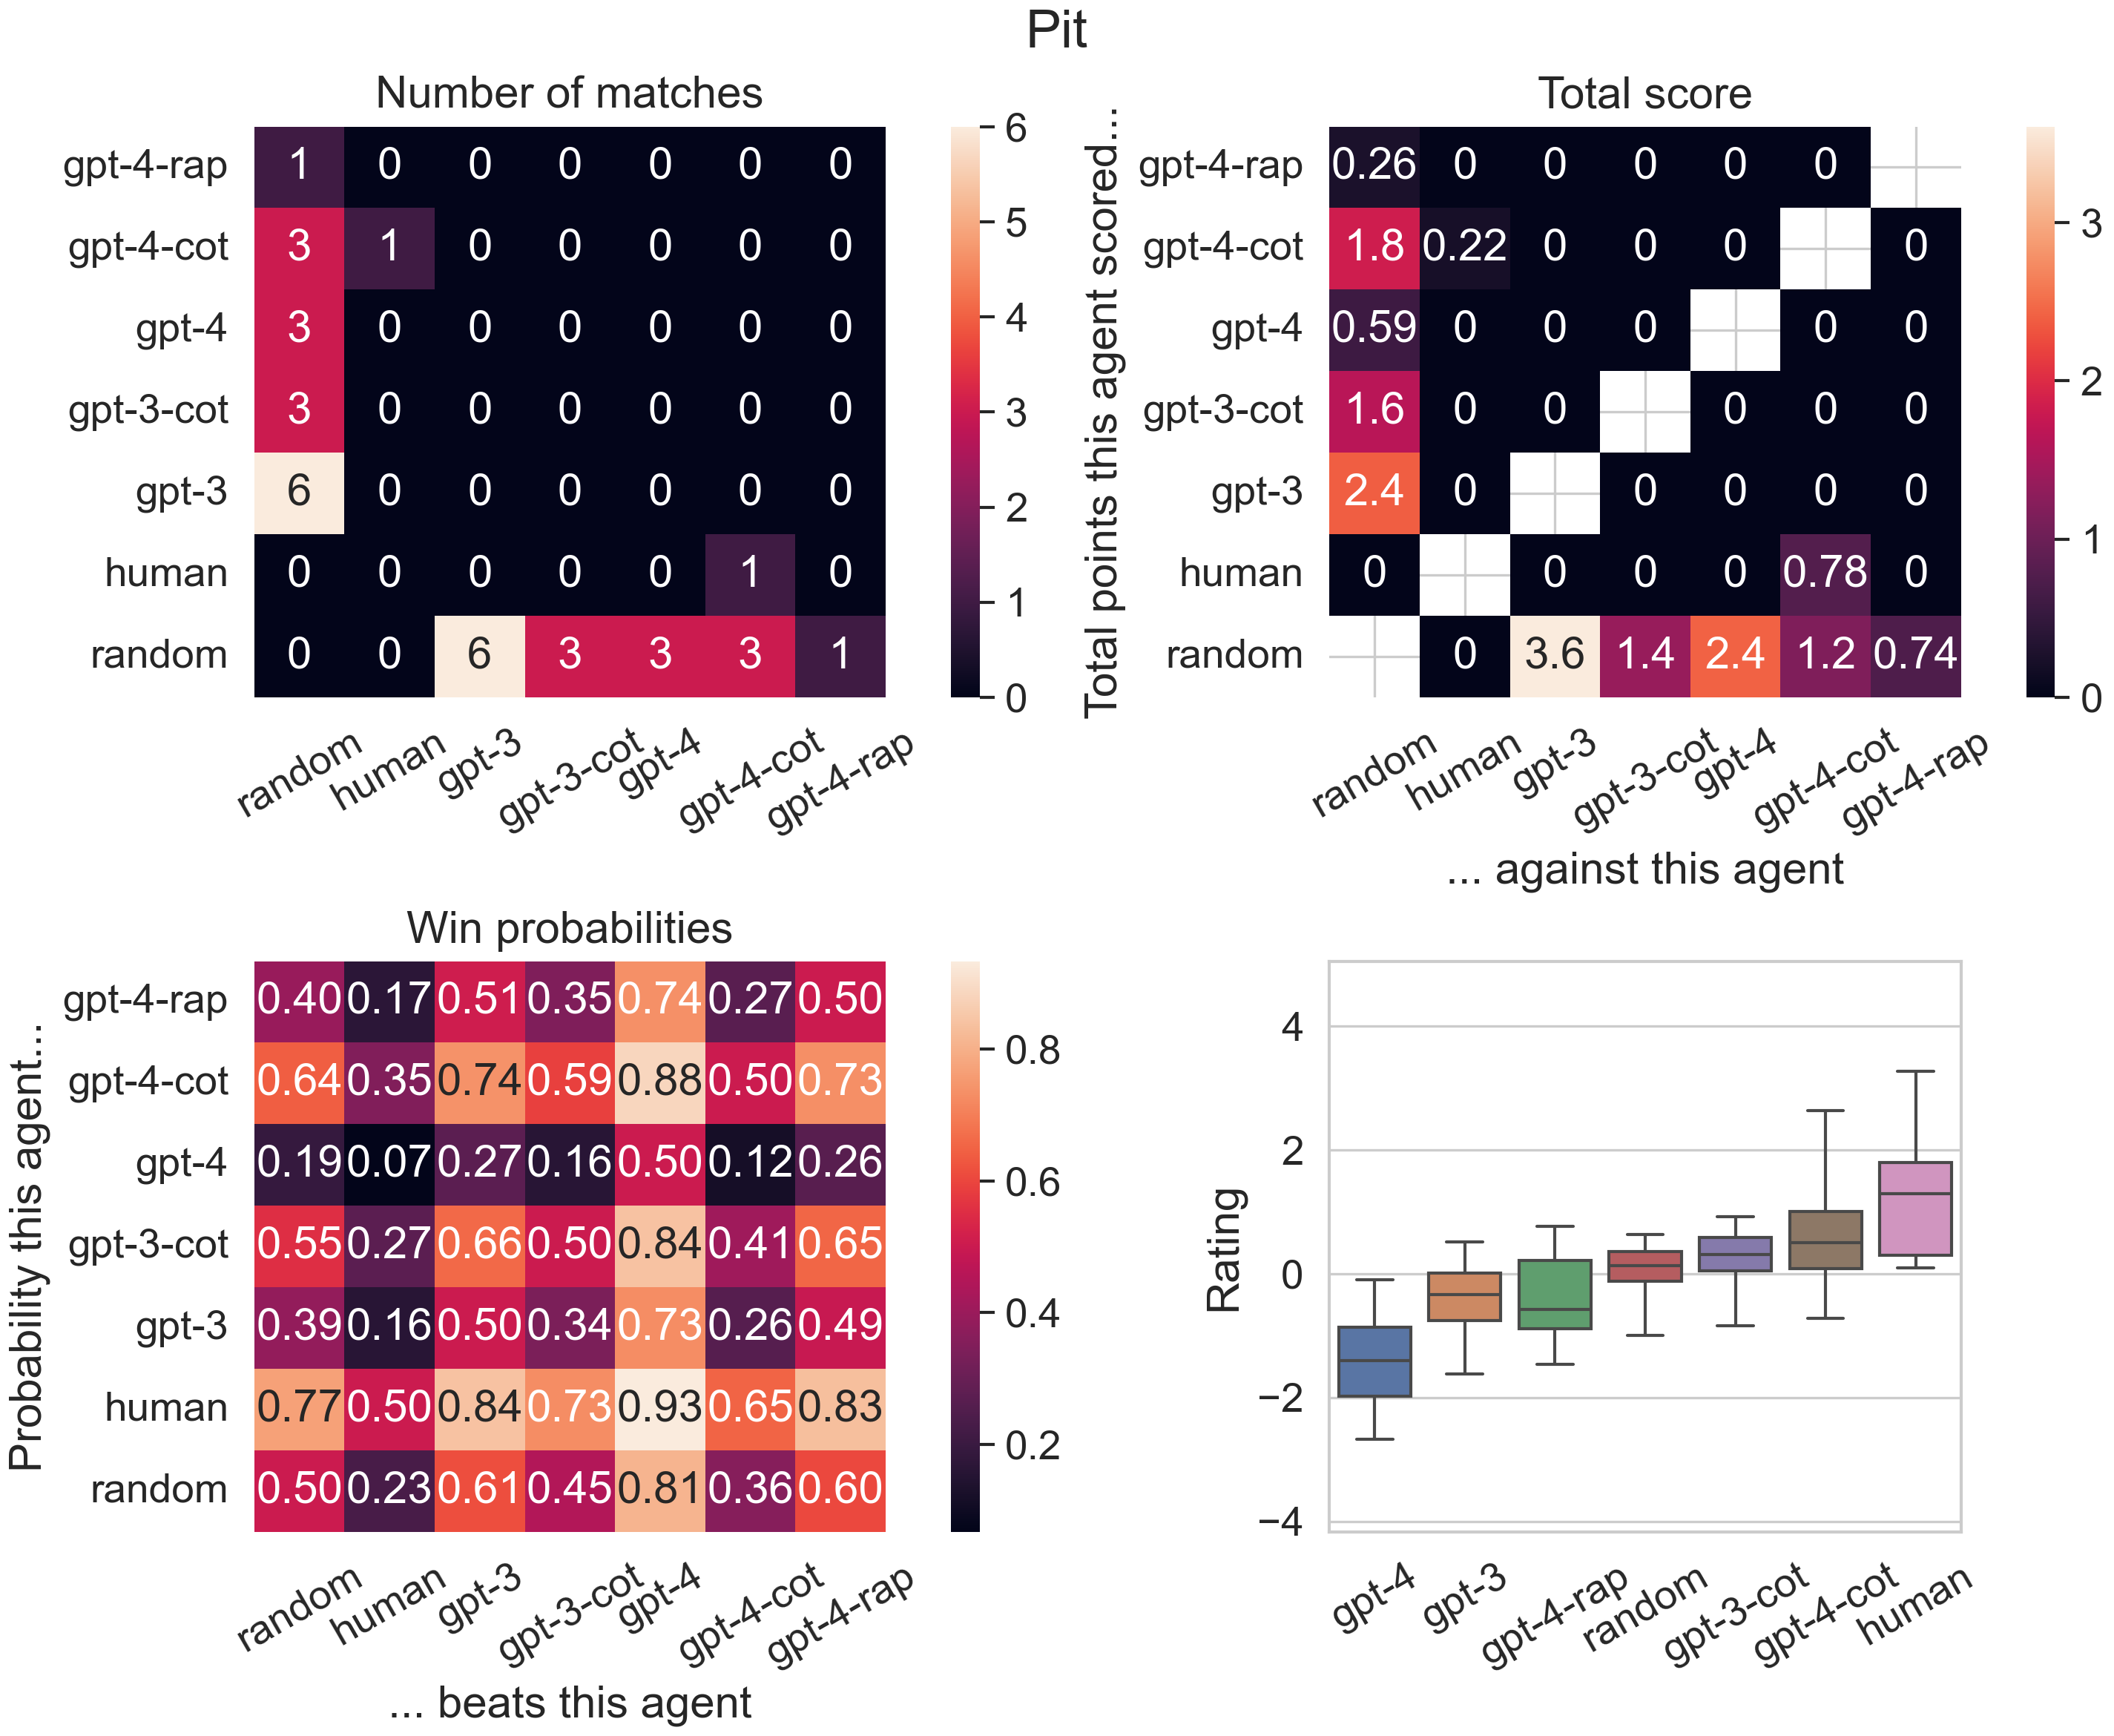 Pit
Number of matches
gpt-4-rap 1 0 0 0 0 0 0
gpt-4-cot 3 1 0 0 0 0 0
gpt-4 3 0 0 0 0 0 0
gpt-3-cot 3 0 0 0 0 0 0
gpt-3 6 0 0 0 0 0 0
human 0 0 0 0 0 1 0
random 0 0 6 3 3 3 1
random human gpt-3 gpt-3-cot gpt-4 gpt-4-cot gpt-4-rap
6
5
4
3
2
1
0
Total score
Total points this agent scored...
gpt-4-rap 0.26 0 0 0 0 0
gpt-4-cot 1.8 0.22 0 0 0 0
gpt-4 0.59 0 0 0 0 0
gpt-3-cot 1.6 0 0 0 0 0
gpt-3 2.4 0 0 0 0 0
human 0 0 0 0 0.78 0
random 0 3.6 1.4 2.4 1.2 0.74
random human gpt-3 gpt-3-cot gpt-4 gpt-4-cot gpt-4-rap
... against this agent
3
2
1
0
Win probabilities
Probability this agent...
gpt-4-rap 0.40 0.17 0.51 0.35 0.74 0.27 0.50
gpt-4-cot 0.64 0.35 0.74 0.59 0.88 0.50 0.73
gpt-4 0.19 0.07 0.27 0.16 0.50 0.12 0.26
gpt-3-cot 0.55 0.27 0.66 0.50 0.84 0.41 0.65
gpt-3 0.39 0.16 0.50 0.34 0.73 0.26 0.49
human 0.77 0.50 0.84 0.73 0.93 0.65 0.83
random 0.50 0.23 0.61 0.45 0.81 0.36 0.60
random human gpt-3 gpt-3-cot gpt-4 gpt-4-cot gpt-4-rap
... beats this agent
0.8
0.6
0.4
0.2
Rating
4
2
0
−2
−4
gpt-4 gpt-3 gpt-4-rap random gpt-3-cot gpt-4-cot human